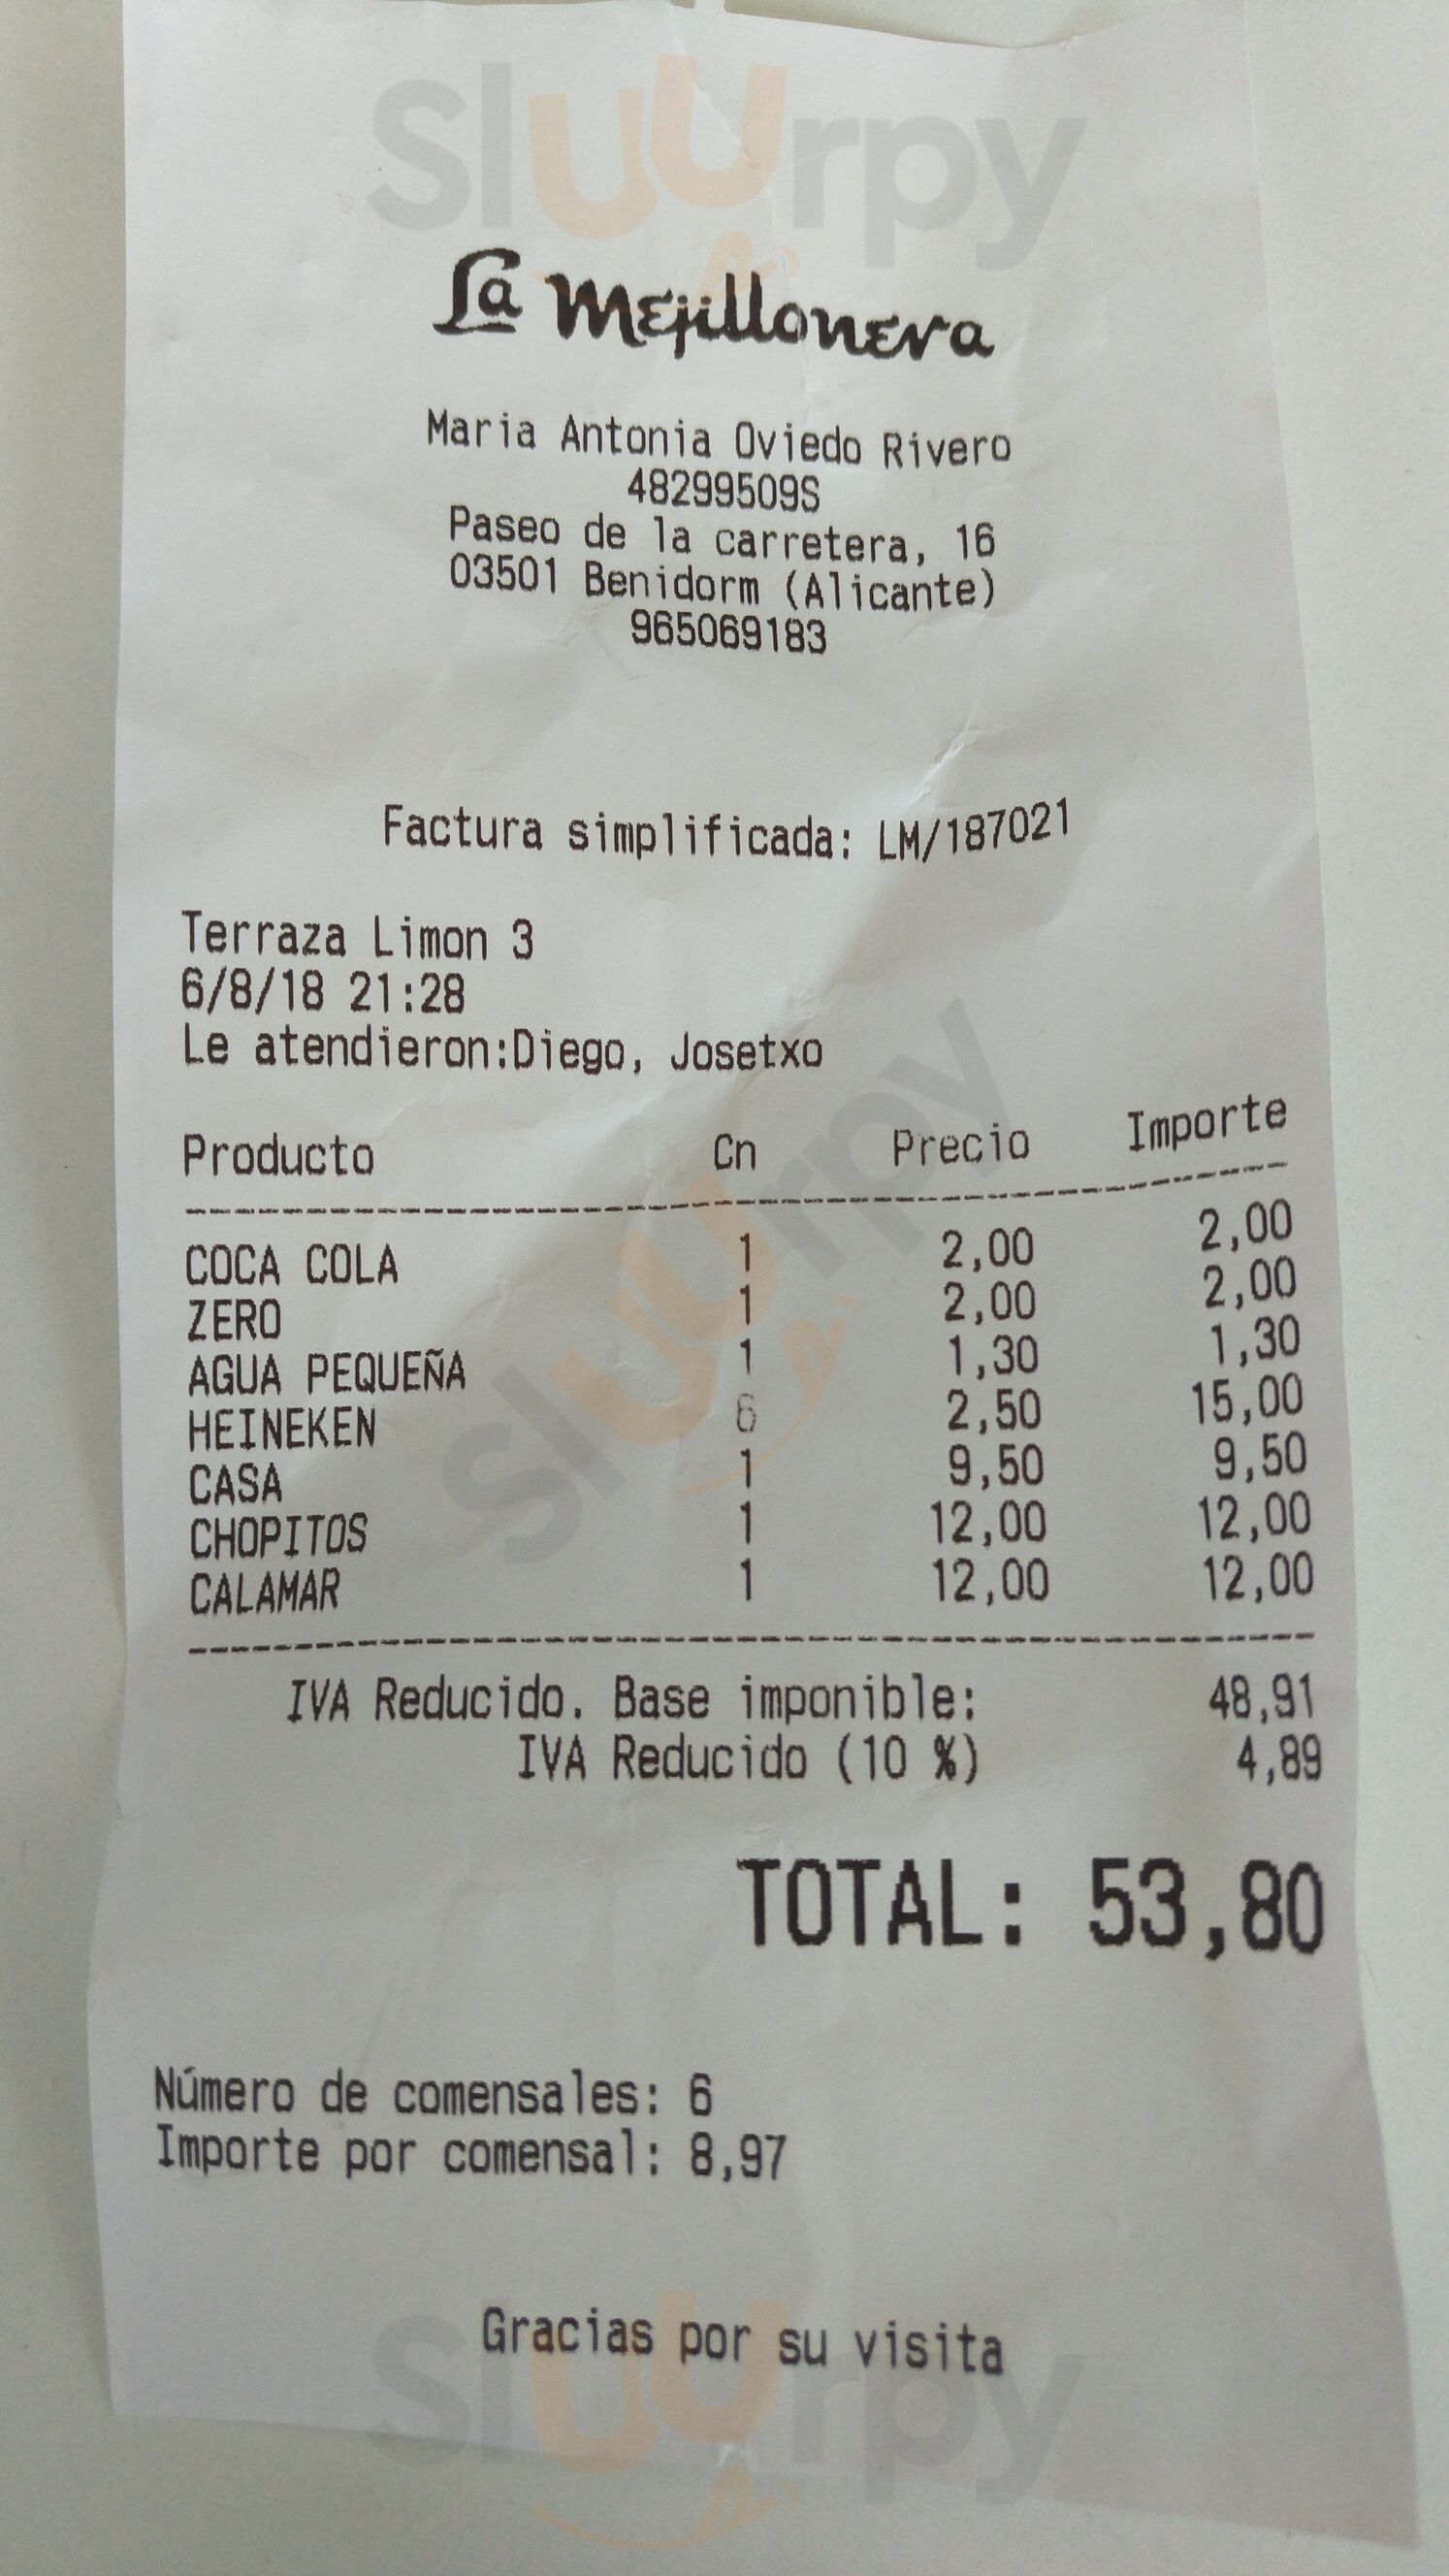 Sluurpy
La Mejillonera
Maria Antonia Oviedo Rivero
48299509S
Paseo de la carretera, 16
03501 Benidorm (Alicante)
965069183
Factura simplificada: LM/187021
Terraza Limon 3
6/8/18 21:28
Le atendieron:Diego, Josetxo
Producto Cn Precio Importe
COCA COLA 1 2,00 2,00
ZERO 1 2,00 2,00
AGUA PEQUEÑA 1 1,30 1,30
HEINEKEN 6 2,50 15,00
CASA 1 9,50 9,50
CHOPITOS 1 12,00 12,00
CALAMAR 1 12,00 12,00
Sluurpy
IVA Reducido. Base imponible: 48,91
IVA Reducido (10 %) 4,89
TOTAL: 53,80
Número de comensales: 6
Importe por comensal: 8,97
Gracias por su visita
Sluurpy